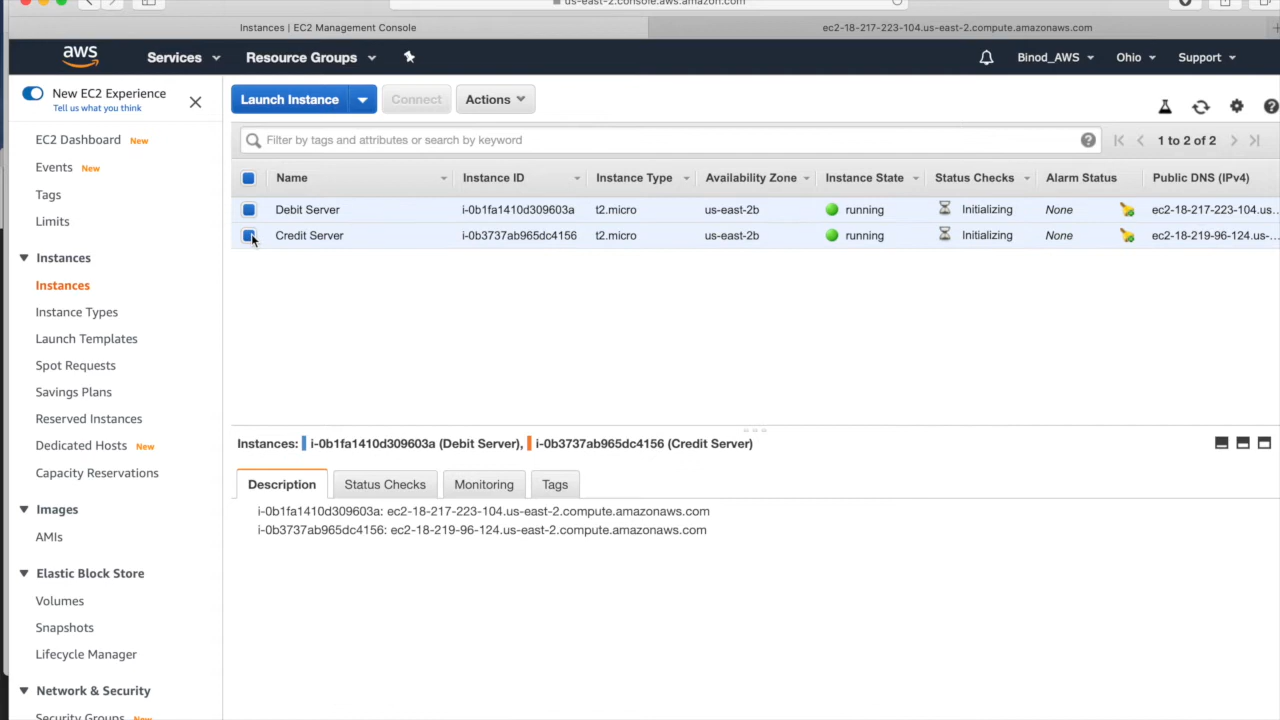 us-east-2.console.aws.amazon.com
Instances | EC2 Management Console
ec2-18-217-223-104.us-east-2.compute.amazonaws.com
aws
Services
Resource Groups
Binod_AWS
Ohio
Support
New EC2 Experience
Tell us what you think
EC2 Dashboard New
Events New
Tags
Limits
Instances
Instances
Instance Types
Launch Templates
Spot Requests
Savings Plans
Reserved Instances
Dedicated Hosts New
Capacity Reservations
Images
AMIs
Elastic Block Store
Volumes
Snapshots
Lifecycle Manager
Network & Security
Security Groups New
Launch Instance
Connect
Actions
Filter by tags and attributes or search by keyword
1 to 2 of 2
Name Instance ID Instance Type Availability Zone Instance State Status Checks Alarm Status Public DNS (IPv4)
Debit Server i-0b1fa1410d309603a t2.micro us-east-2b running Initializing None ec2-18-217-223-104.us...
Credit Server i-0b3737ab965dc4156 t2.micro us-east-2b running Initializing None ec2-18-219-96-124.us-...
Instances: i-0b1fa1410d309603a (Debit Server), i-0b3737ab965dc4156 (Credit Server)
Description Status Checks Monitoring Tags
i-0b1fa1410d309603a: ec2-18-217-223-104.us-east-2.compute.amazonaws.com
i-0b3737ab965dc4156: ec2-18-219-96-124.us-east-2.compute.amazonaws.com